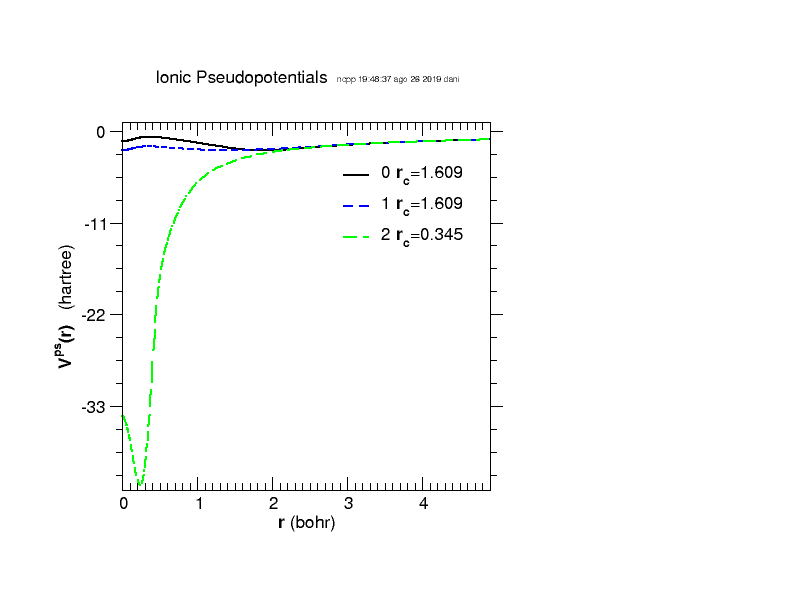 Ionic Pseudopotentials ncpp 19:48:37 ago 26 2019 dani
0
0 rc=1.609
1 rc=1.609
-11
2 rc=0.345
Vps(r) (hartree)
-22
-33
0 1 2 3 4
r (bohr)